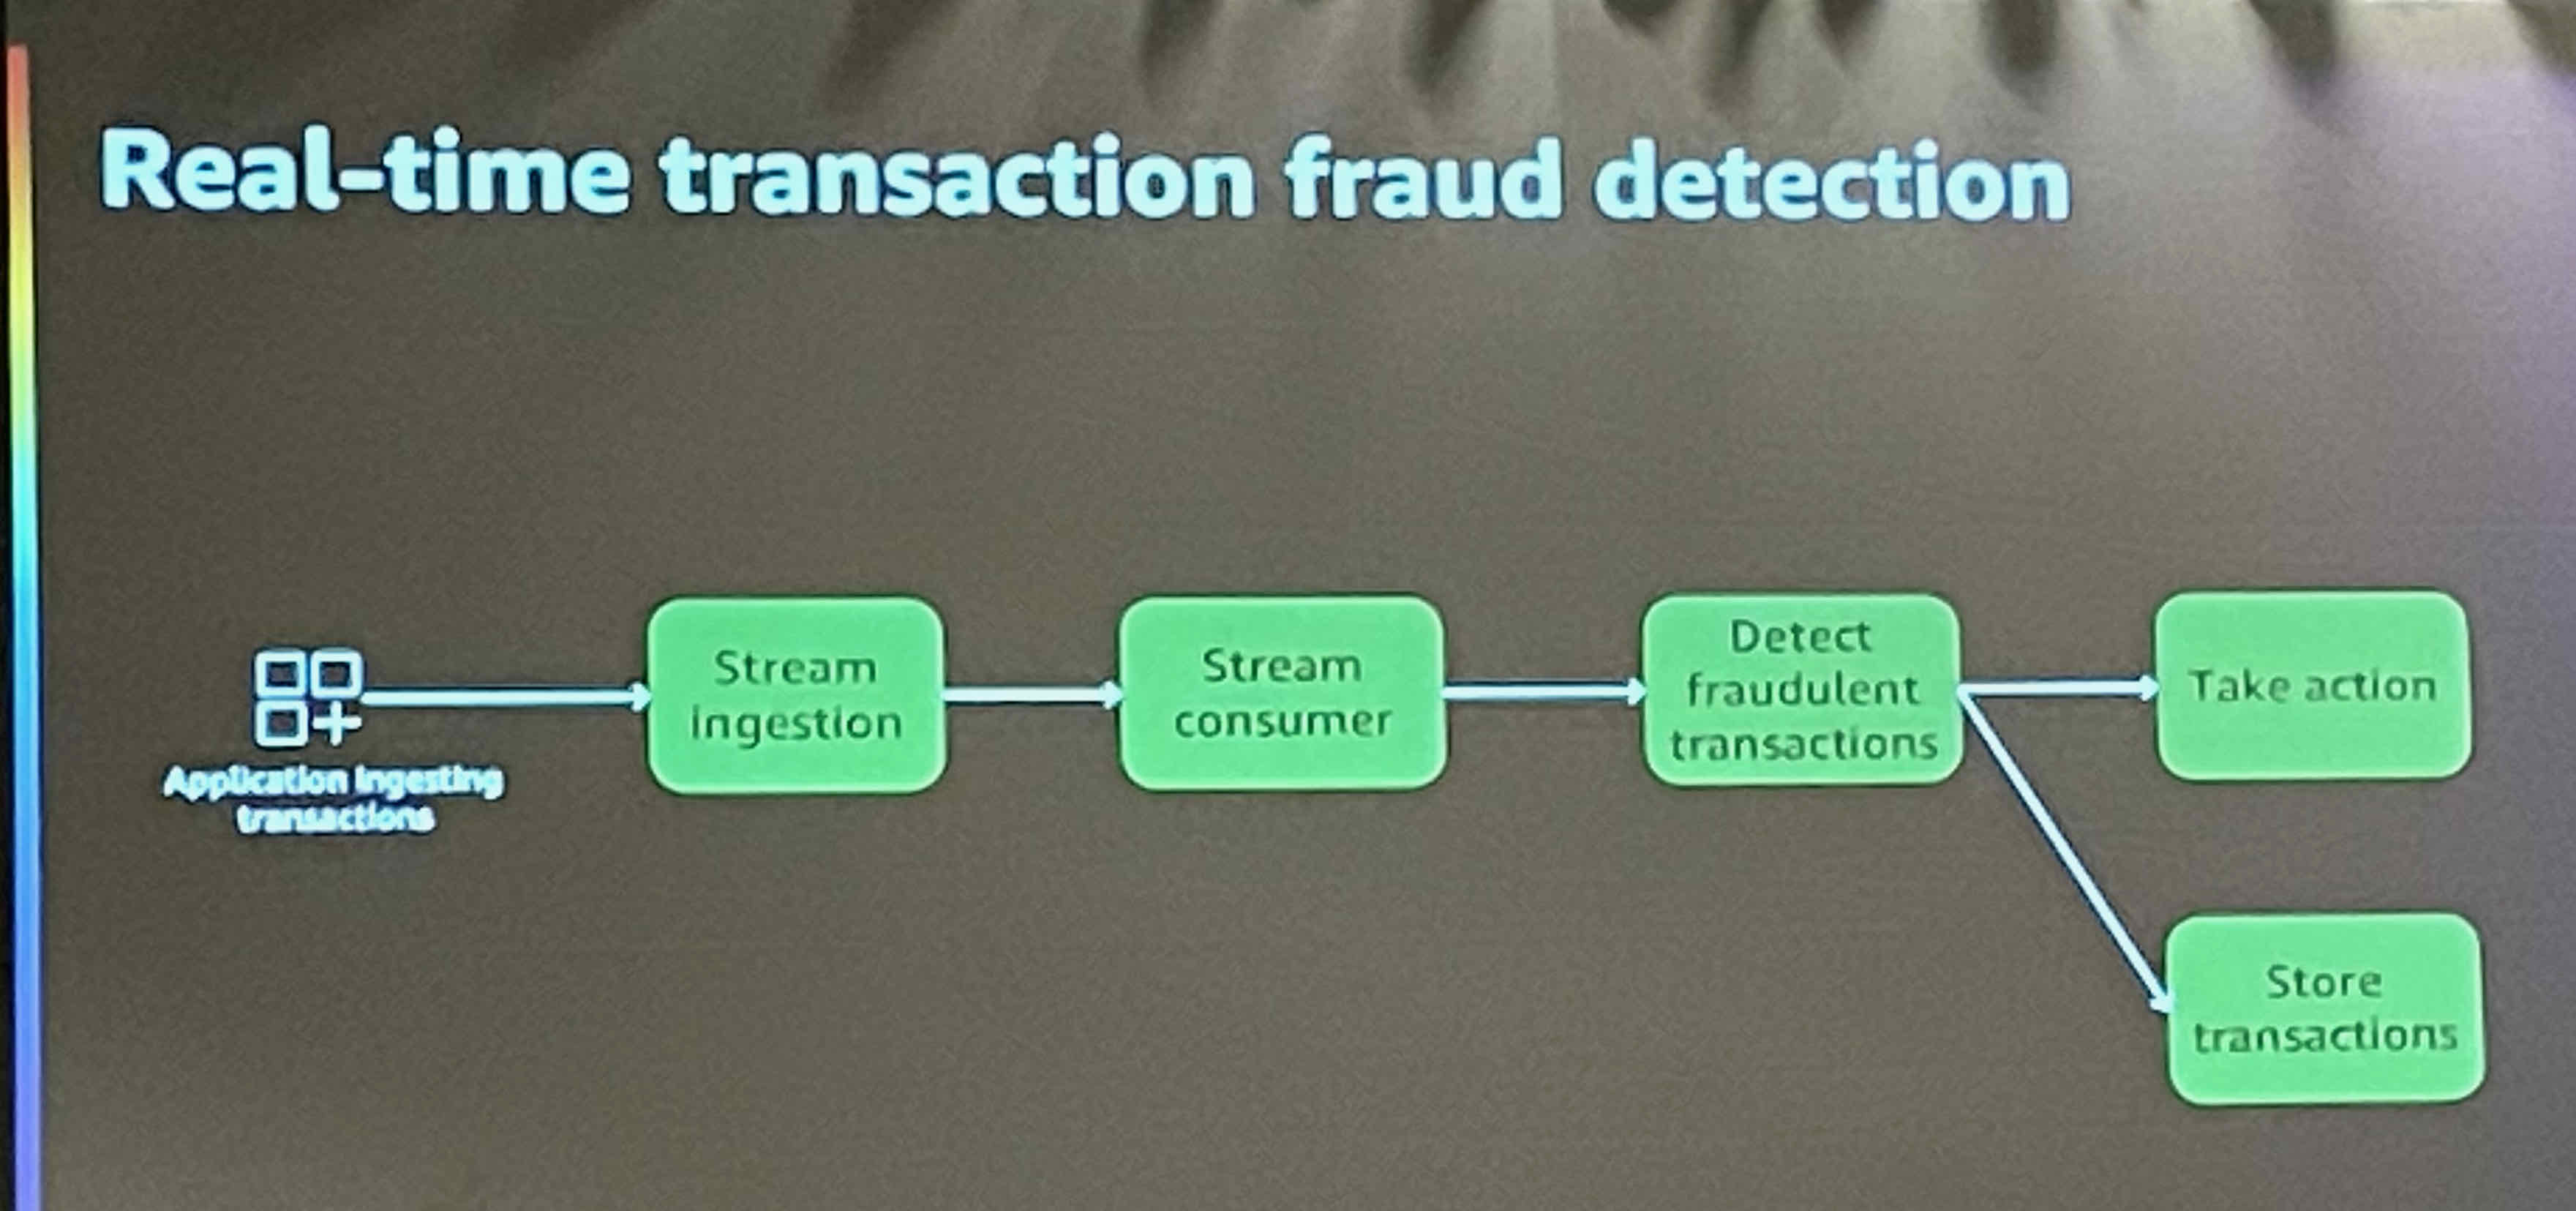 Real-time transaction fraud detection
Application ingesting
transactions
Stream
ingestion
Stream
consumer
Detect
fraudulent
transactions
Take action
Store
transactions